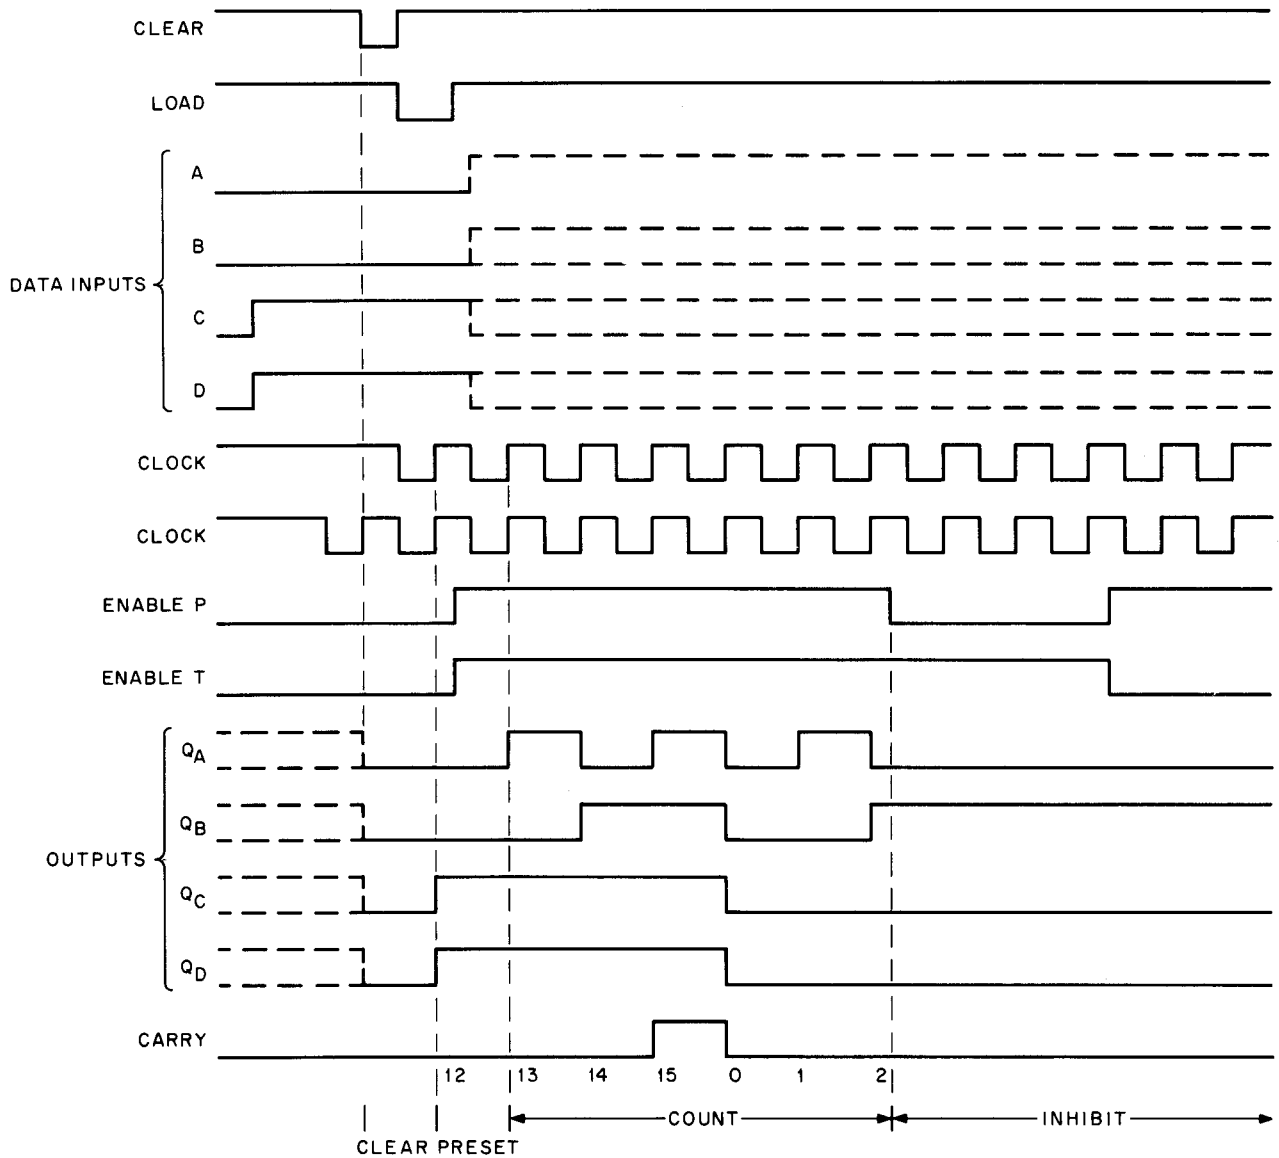 CLEAR
LOAD
DATA INPUTS
A
B
C
D
CLOCK
CLOCK
ENABLE P
ENABLE T
OUTPUTS
QA
QB
QC
QD
CARRY
12 13 14 15 0 1 2
COUNT INHIBIT
CLEAR PRESET